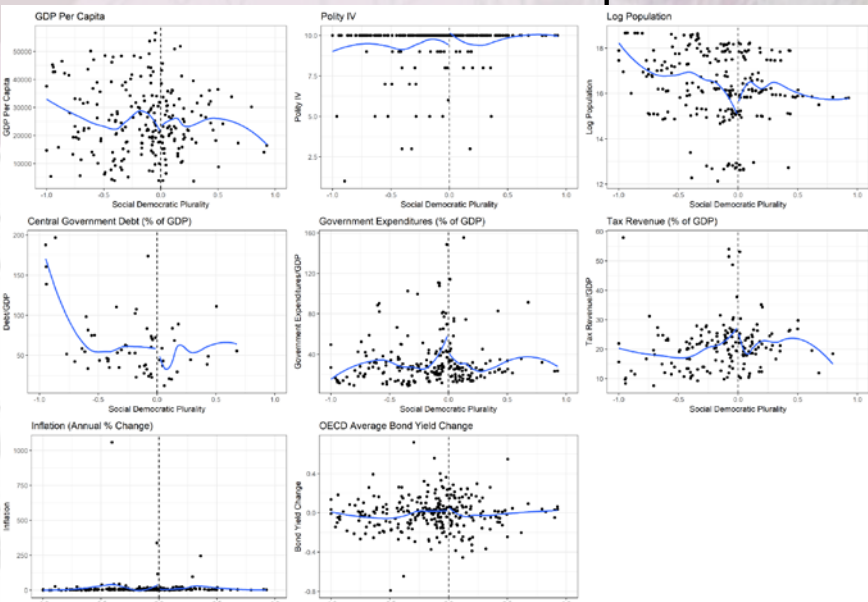 GDP Per Capita
GDP Per Capita
50000
40000
30000
20000
10000
-1.0 -0.5 0.0 0.5 1.0
Social Democratic Plurality
Polity IV
Polity IV
10.0
7.5
5.0
2.5
-1.0 -0.5 0.0 0.5 1.0
Social Democratic Plurality
Log Population
Log Population
18
16
14
12
-1.0 -0.5 0.0 0.5 1.0
Social Democratic Plurality
Central Government Debt (% of GDP)
Debt/GDP
200
150
100
50
-1.0 -0.5 0.0 0.5 1.0
Social Democratic Plurality
Government Expenditures (% of GDP)
Government Expenditures/GDP
160
120
80
40
-1.0 -0.5 0.0 0.5 1.0
Social Democratic Plurality
Tax Revenue (% of GDP)
Tax Revenue/GDP
60
50
40
30
20
10
-1.0 -0.5 0.0 0.5 1.0
Social Democratic Plurality
Inflation (Annual % Change)
Inflation
1000
750
500
250
0
OECD Average Bond Yield Change
Bond Yield Change
0.4
0.0
-0.4
-0.8